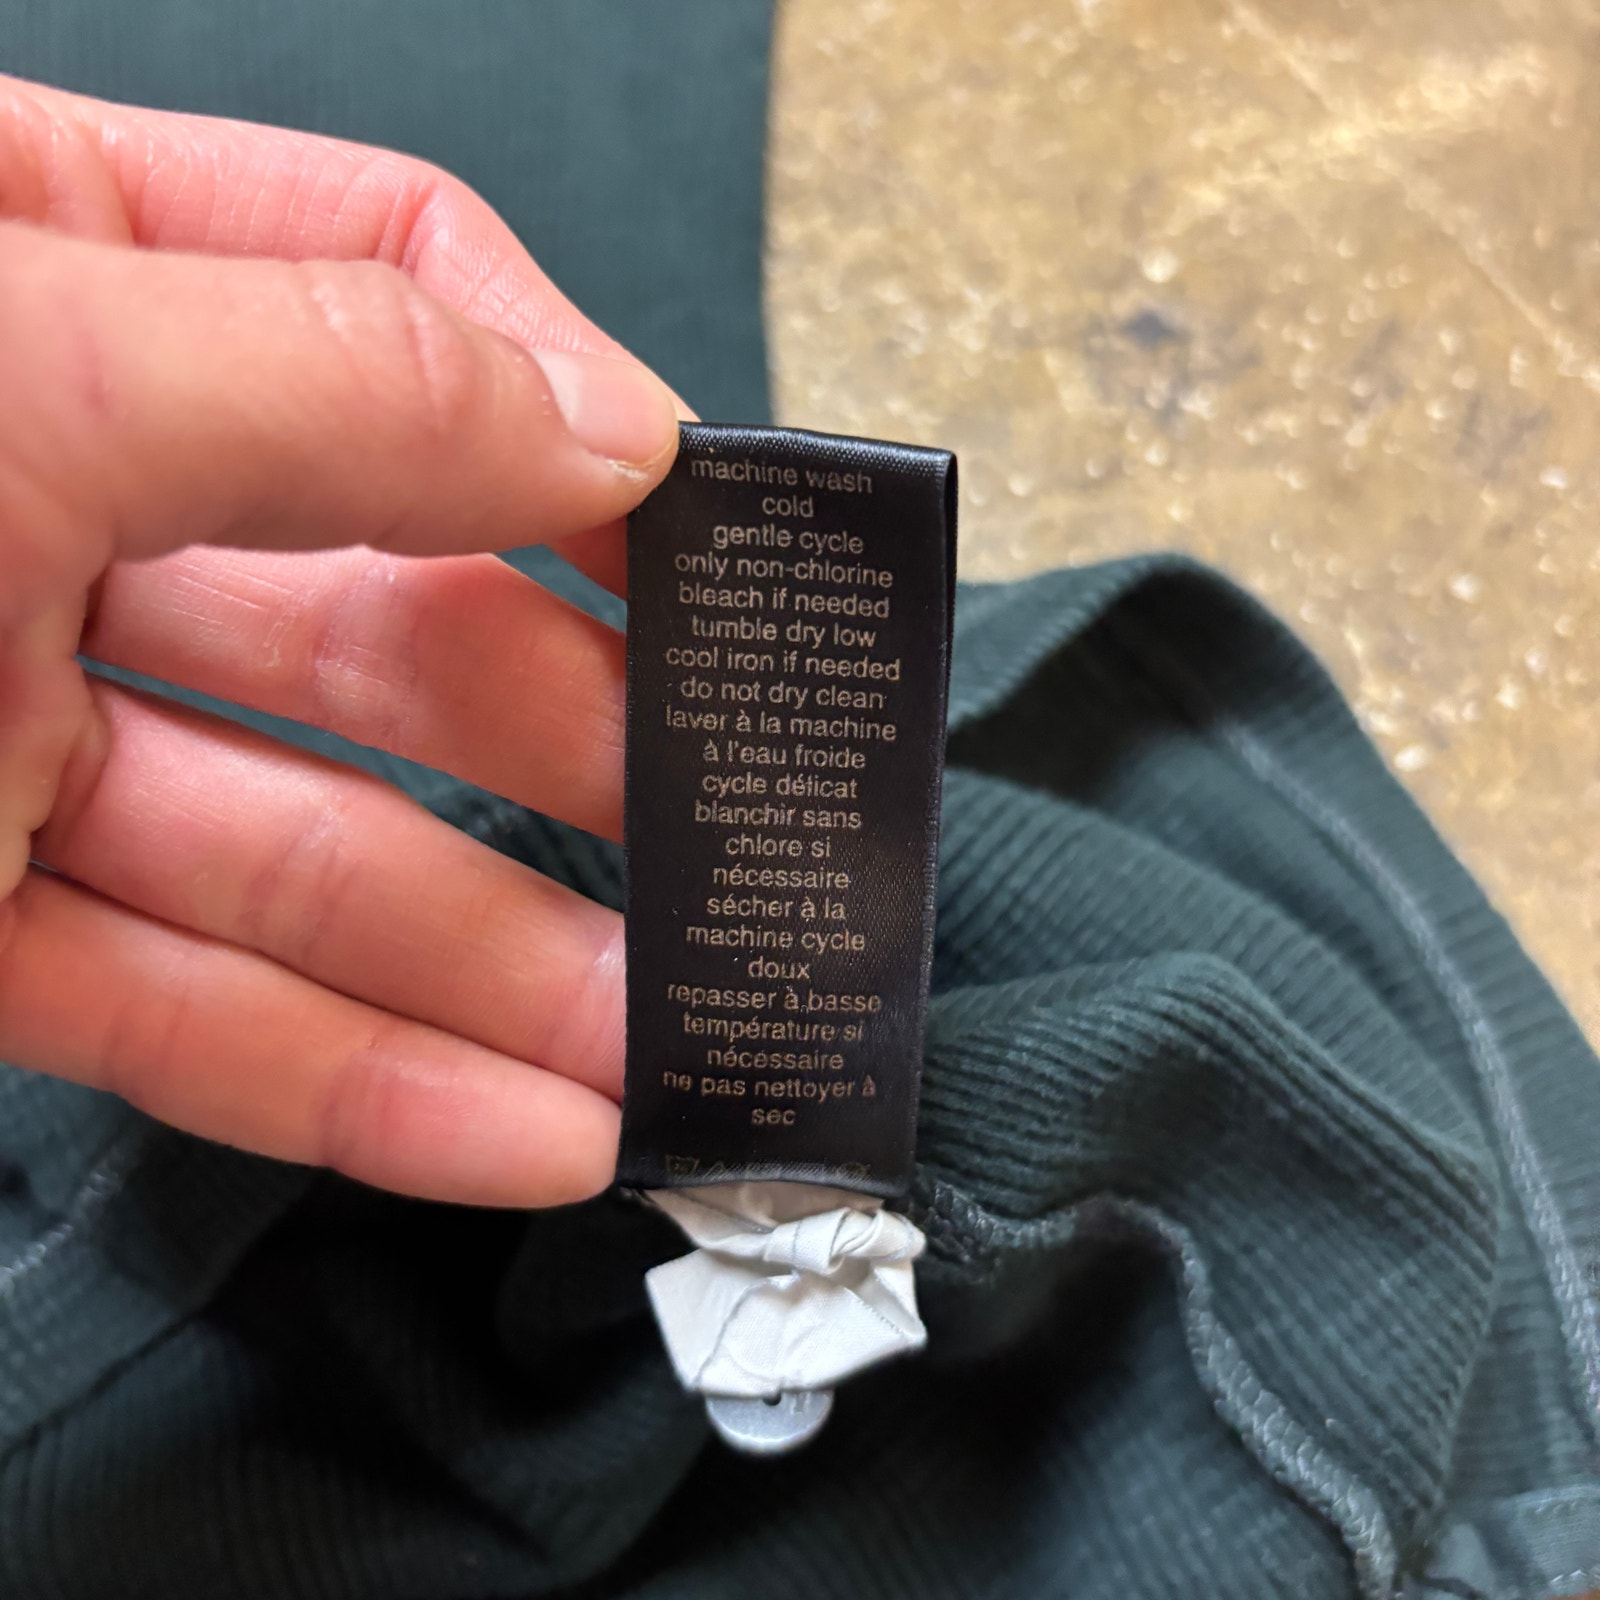 machine wash
cold
gentle cycle
only non-chlorine
bleach if needed
tumble dry low
cool iron if needed
do not dry clean
laver à la machine
à l'eau froide
cycle délicat
blanchir sans
chlore si
nécessaire
sécher à la
machine cycle
doux
repasser à basse
température si
nécessaire
ne pas nettoyer à
sec